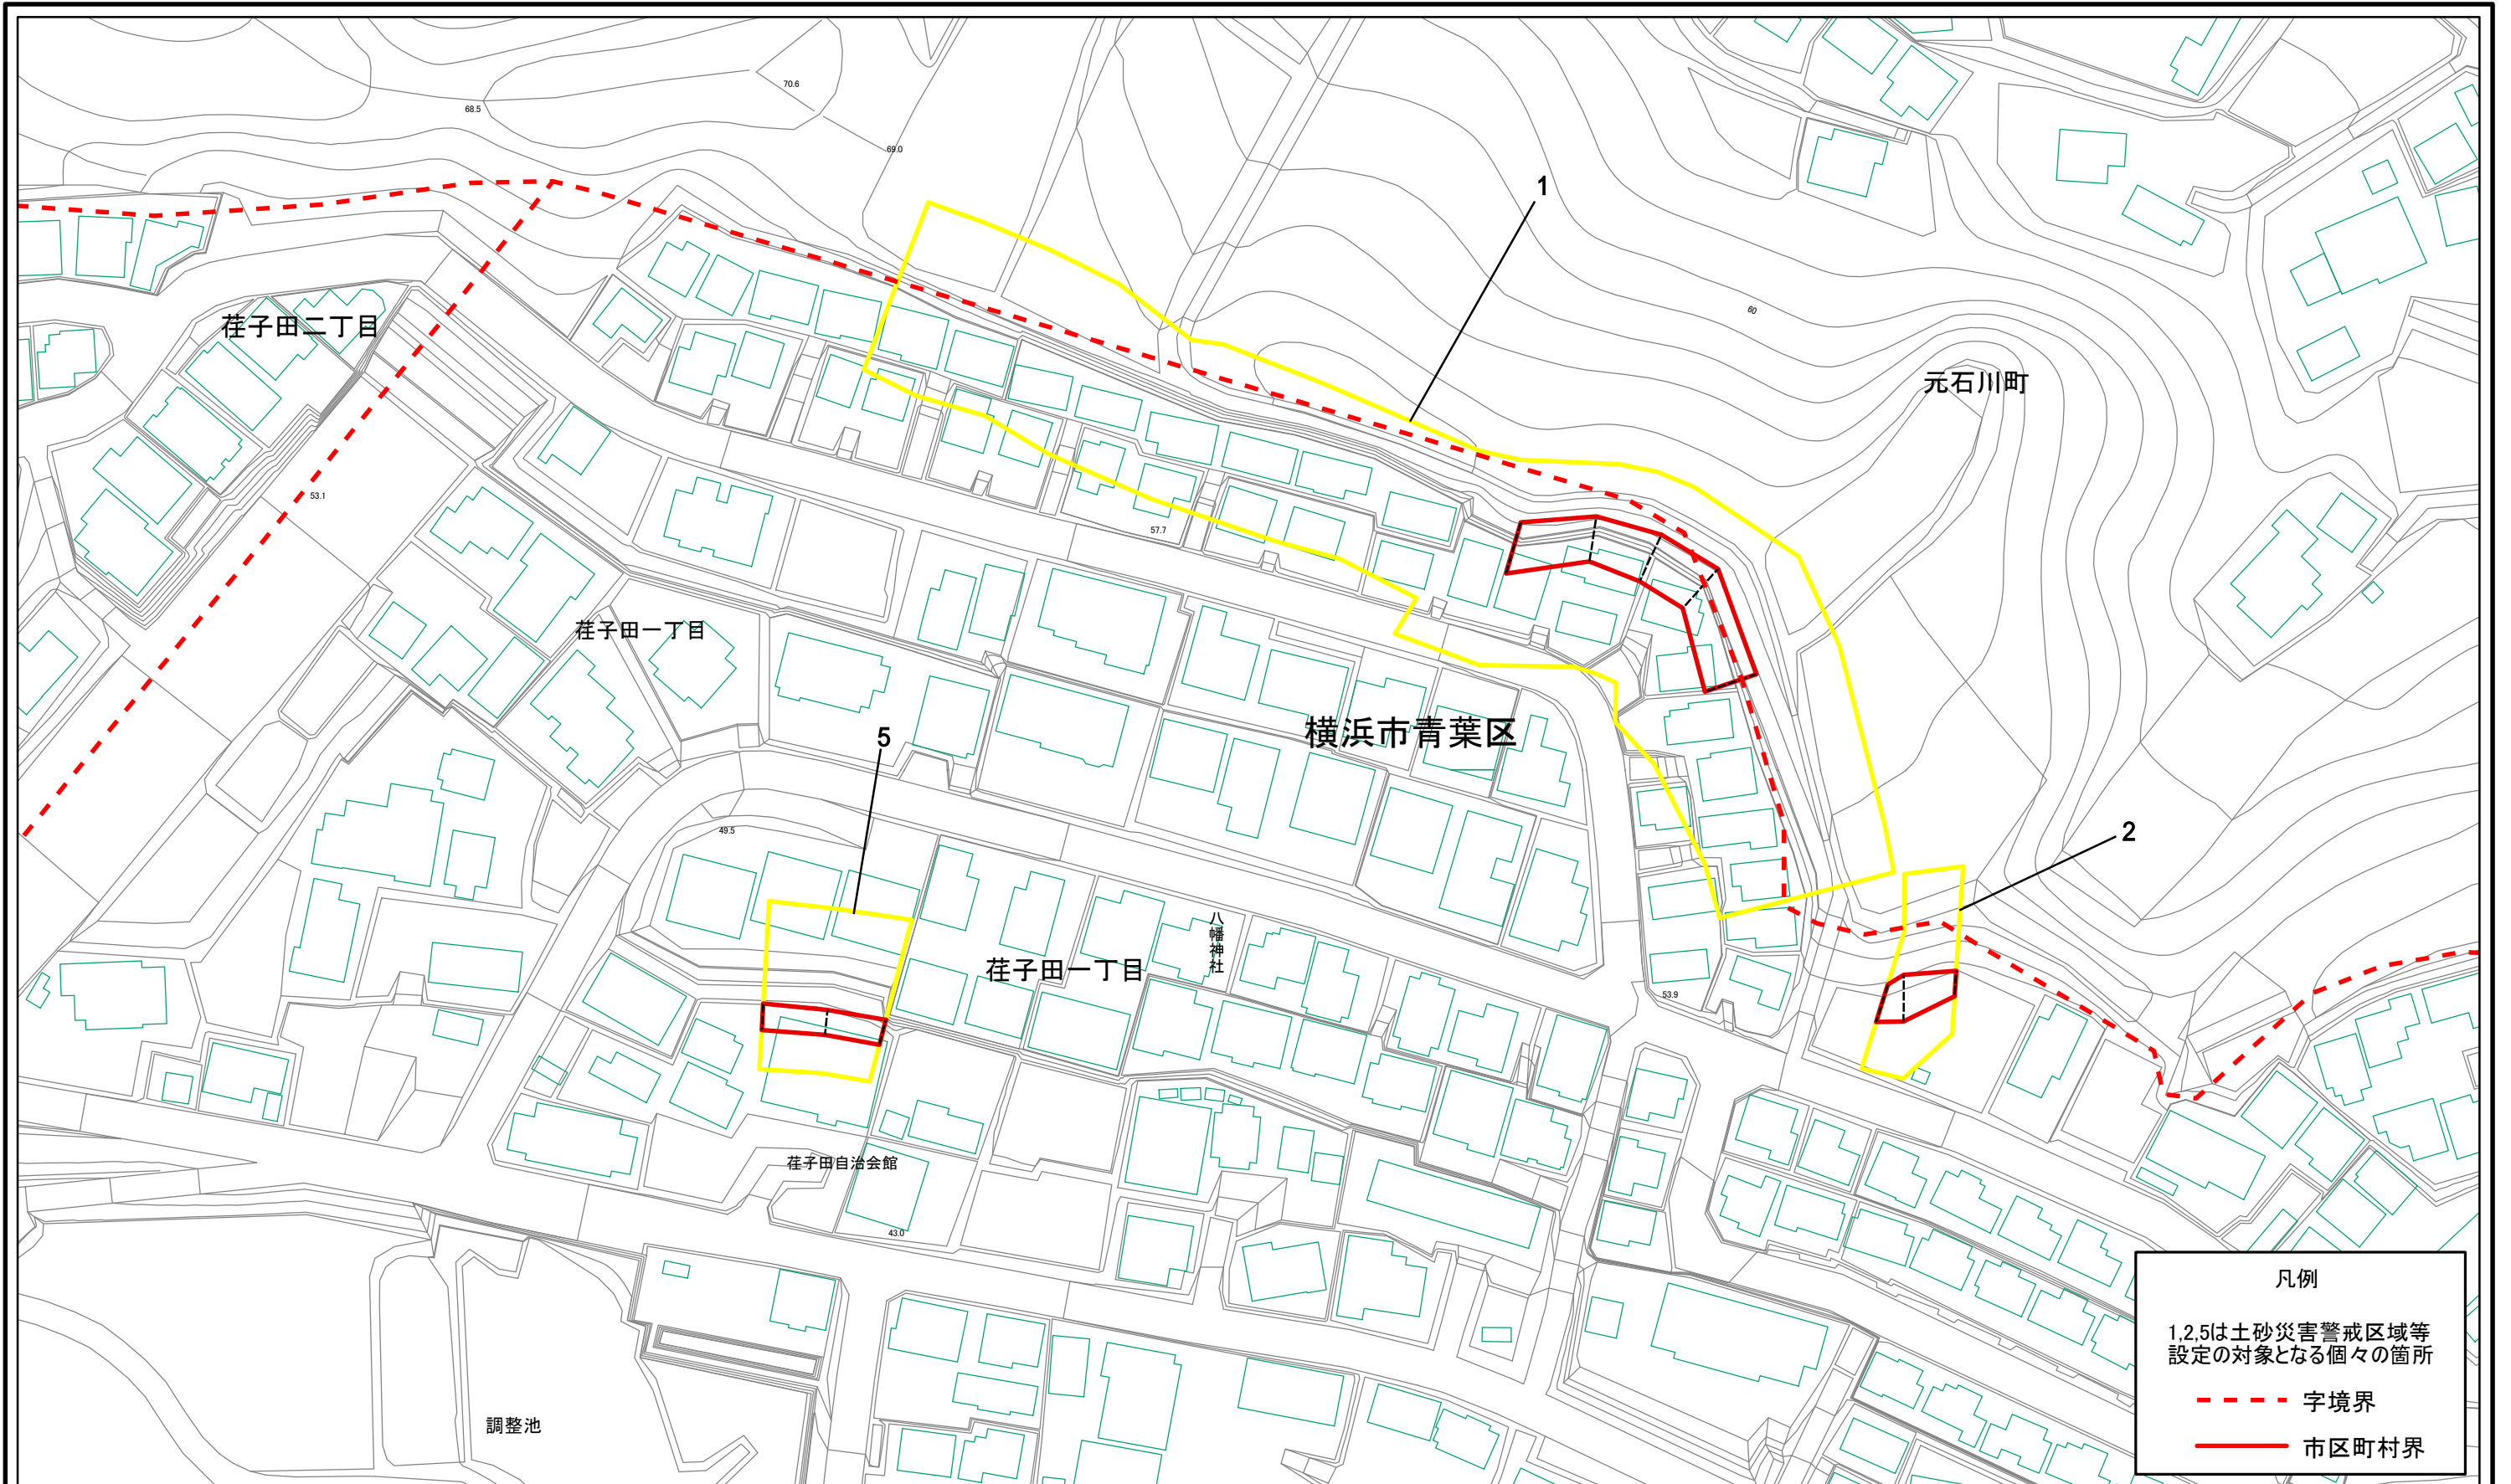 70.6
68.5
69.0
1
60
荏子田二丁目
元石川町
53.1
57.7
荏子田一丁目
横浜市青葉区
5
49.5
2
八幡神社
荏子田一丁目
53.9
荏子田自治会館
43.0
調整池
凡例
1,2,5は土砂災害警戒区域等
設定の対象となる個々の箇所
字境界
市区町村界